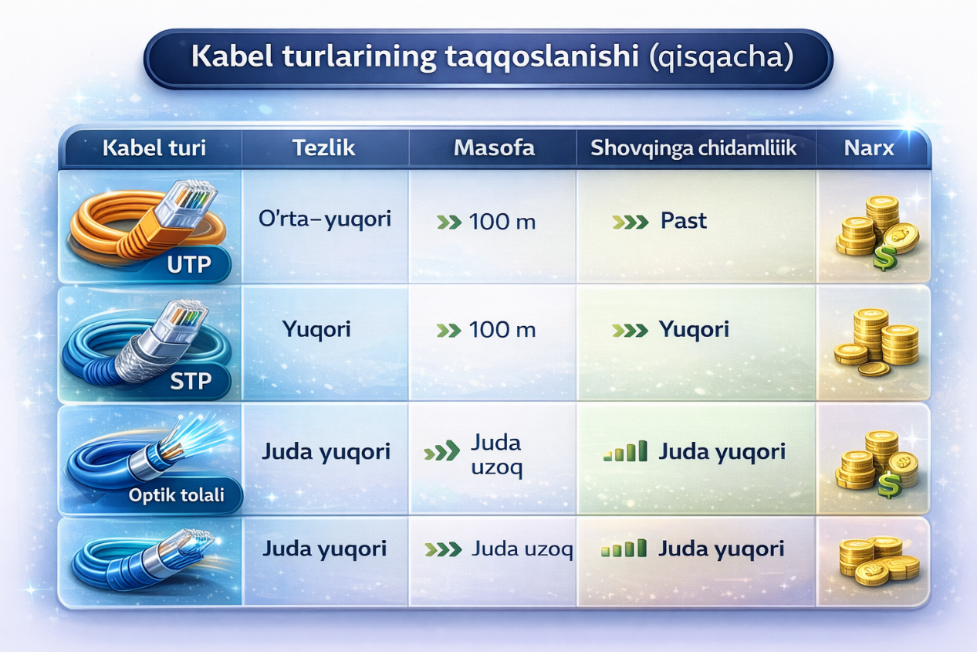 Kabel turlarining taqqoslanishi (qisqacha)
Kabel turi Tezlik Masofa Shovqinga chidamliiik Narx
UTP O'rta–yuqori 100 m Past
STP Yuqori 100 m Yuqori
Optik tolali Juda yuqori Juda uzoq Juda yuqori
Juda yuqori Juda uzoq Juda yuqori